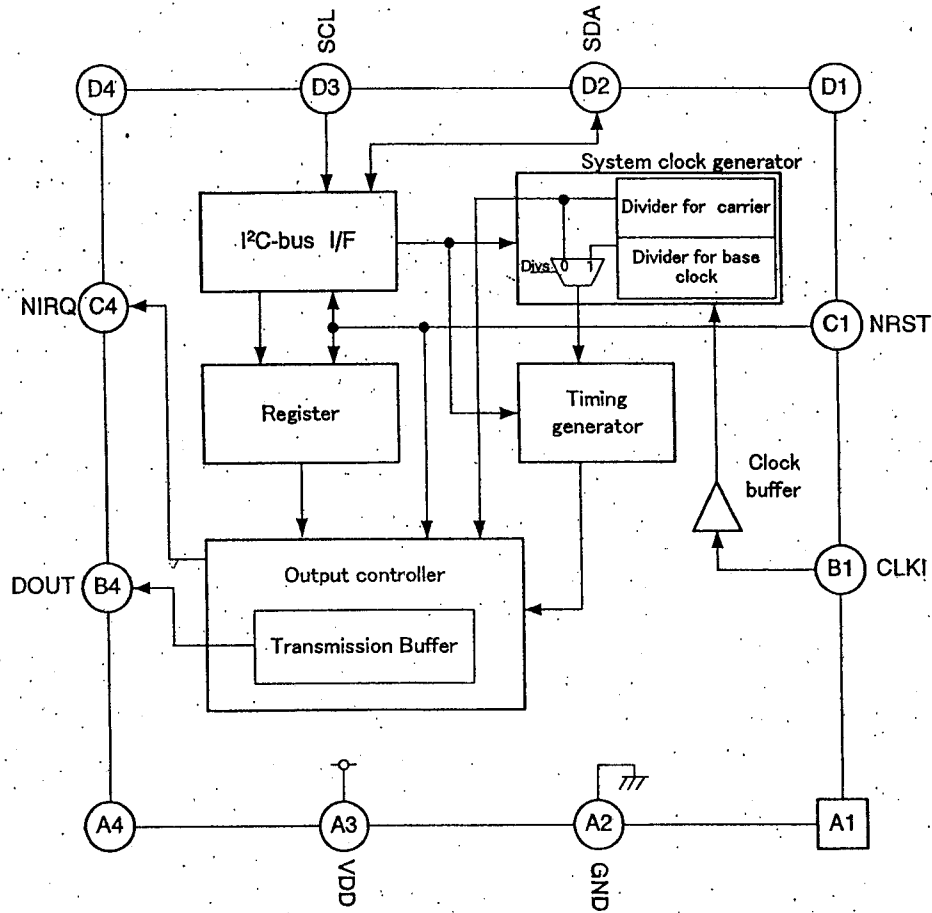 SCL
SDA
D4
D3
D2
D1
System clock generator
I²C-bus I/F
Divider for carrier
Divs
0
1
Divider for base
clock
NIRQ
C4
C1
NRST
Register
Timing
generator
Clock
buffer
DOUT
B4
Output controller
Transmission Buffer
B1
CLKI
A4
A3
A2
A1
VDD
GND